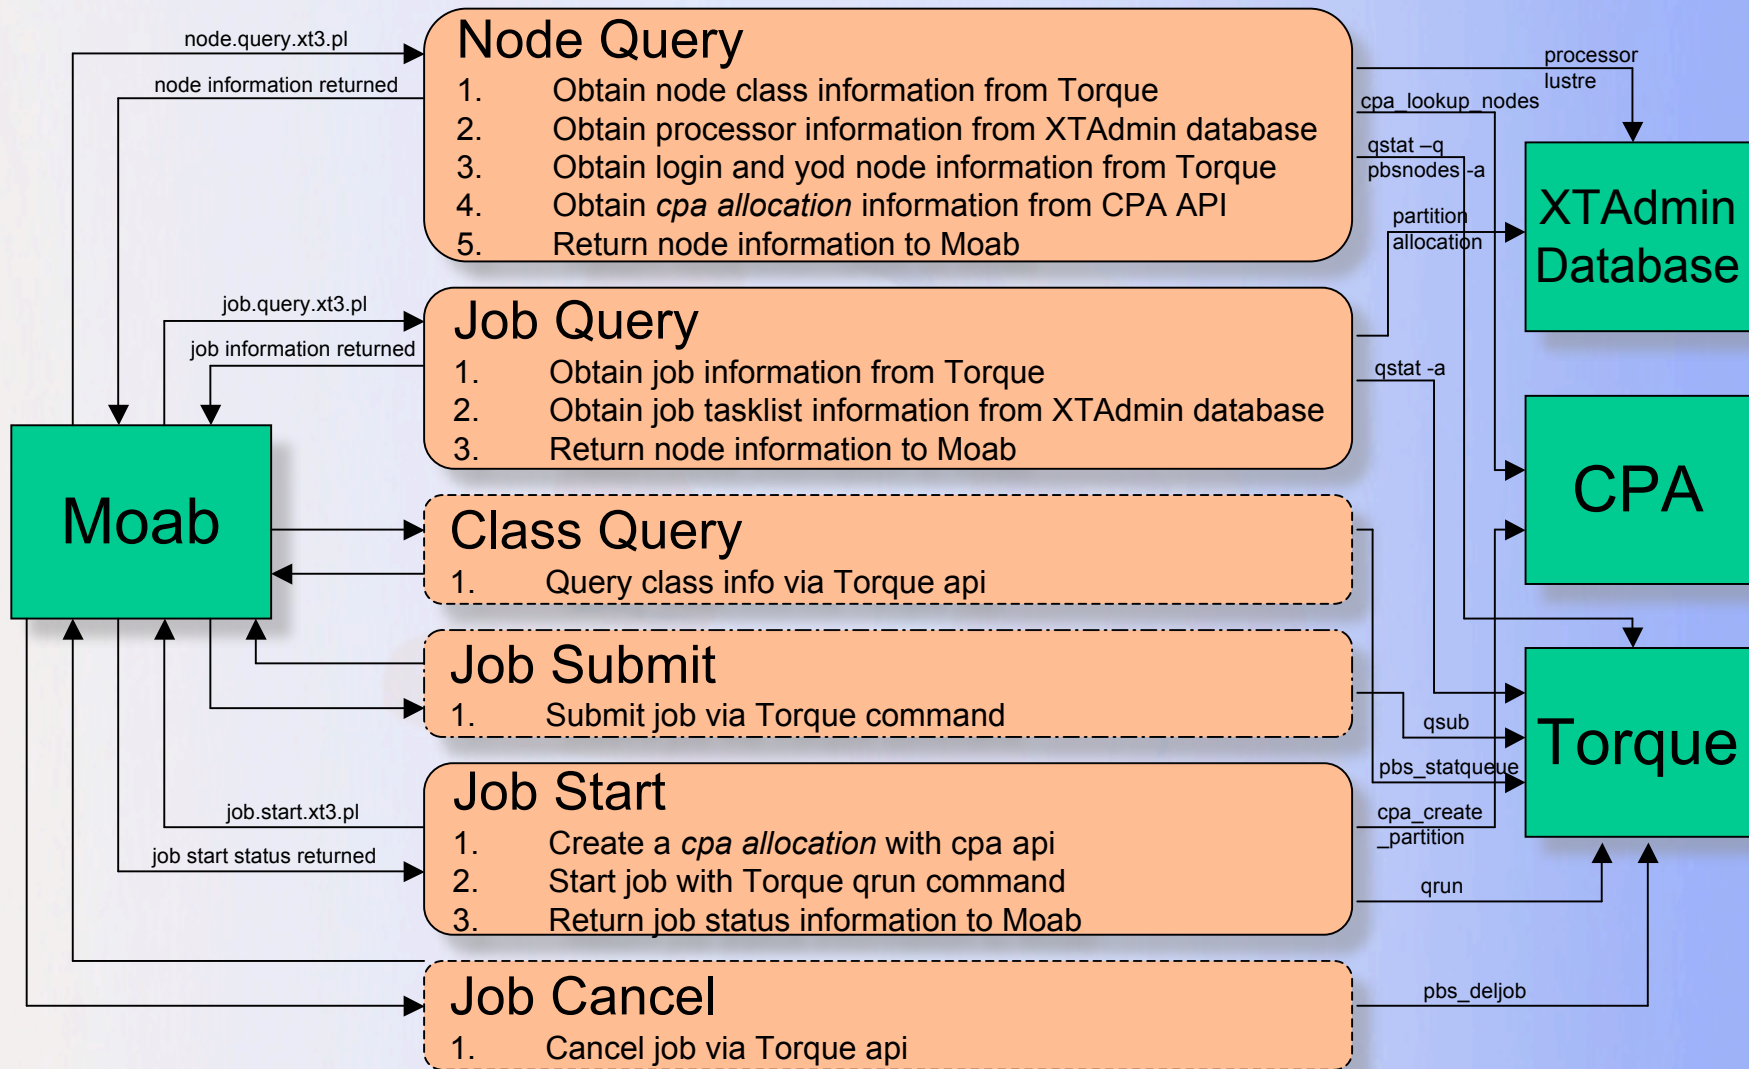 node.query.xt3.pl
node information returned
Node Query
1. Obtain node class information from Torque
2. Obtain processor information from XTAdmin database
3. Obtain login and yod node information from Torque
4. Obtain cpa allocation information from CPA API
5. Return node information to Moab
processor
lustre
cpa_lookup_nodes
qstat –q
pbsnodes -a
partition
allocation
XTAdmin
Database
job.query.xt3.pl
job information returned
Job Query
1. Obtain job information from Torque
2. Obtain job tasklist information from XTAdmin database
3. Return node information to Moab
qstat -a
CPA
Moab
Class Query
1. Query class info via Torque api
Job Submit
1. Submit job via Torque command
qsub
pbs_statqueue
Torque
job.start.xt3.pl
job start status returned
Job Start
1. Create a cpa allocation with cpa api
2. Start job with Torque qrun command
3. Return job status information to Moab
cpa_create
_partition
qrun
Job Cancel
1. Cancel job via Torque api
pbs_deljob